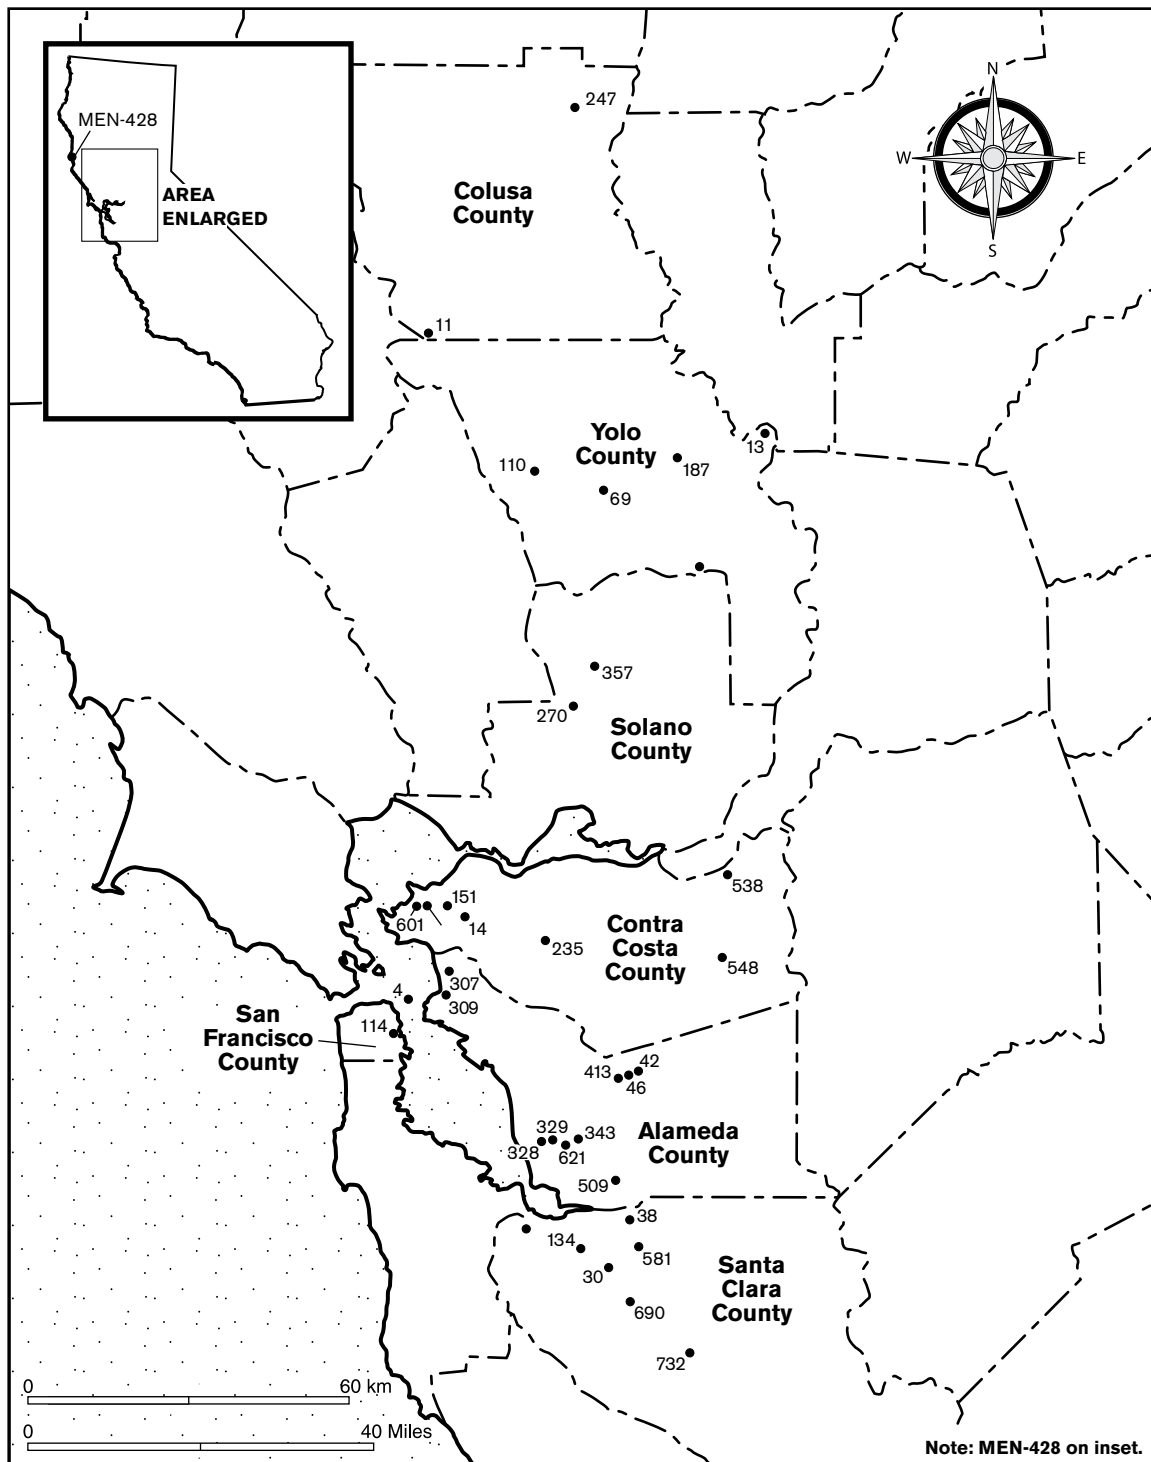 MEN-428
AREA
ENLARGED
N
W
E
S
247
Colusa
County
11
Yolo
County
13
110
187
69
357
270
Solano
County
538
151
601
14
Contra
Costa
County
235
548
307
4
309
San
Francisco
County
114
42
413
46
329
343
328
621
Alameda
County
509
38
134
581
30
Santa
Clara
County
690
732
0
60 km
0
40 Miles
Note: MEN-428 on inset.